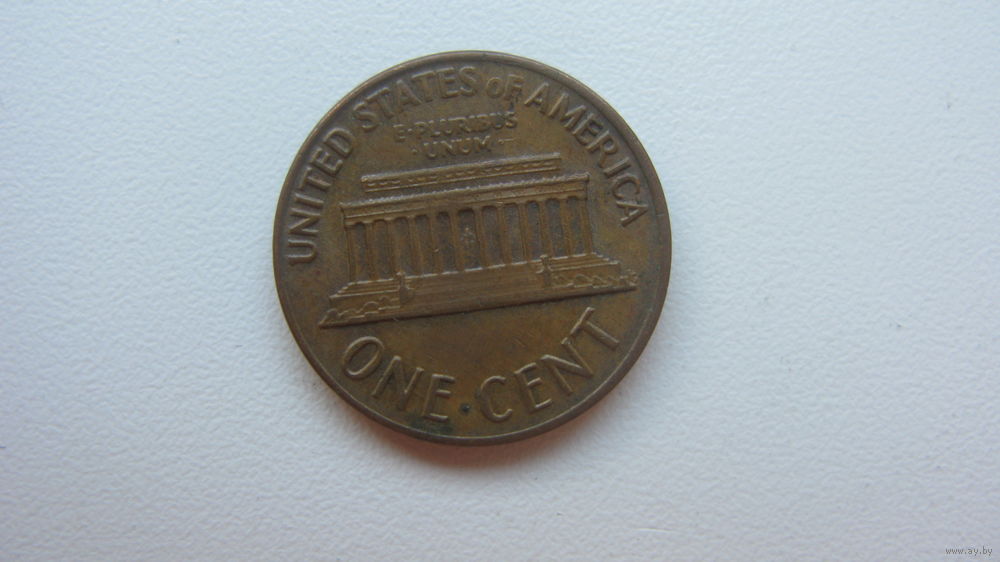 UNITED STATES OF AMERICA
E·PLURIBUS
·UNUM·
ONE·CENT
www.ay.by